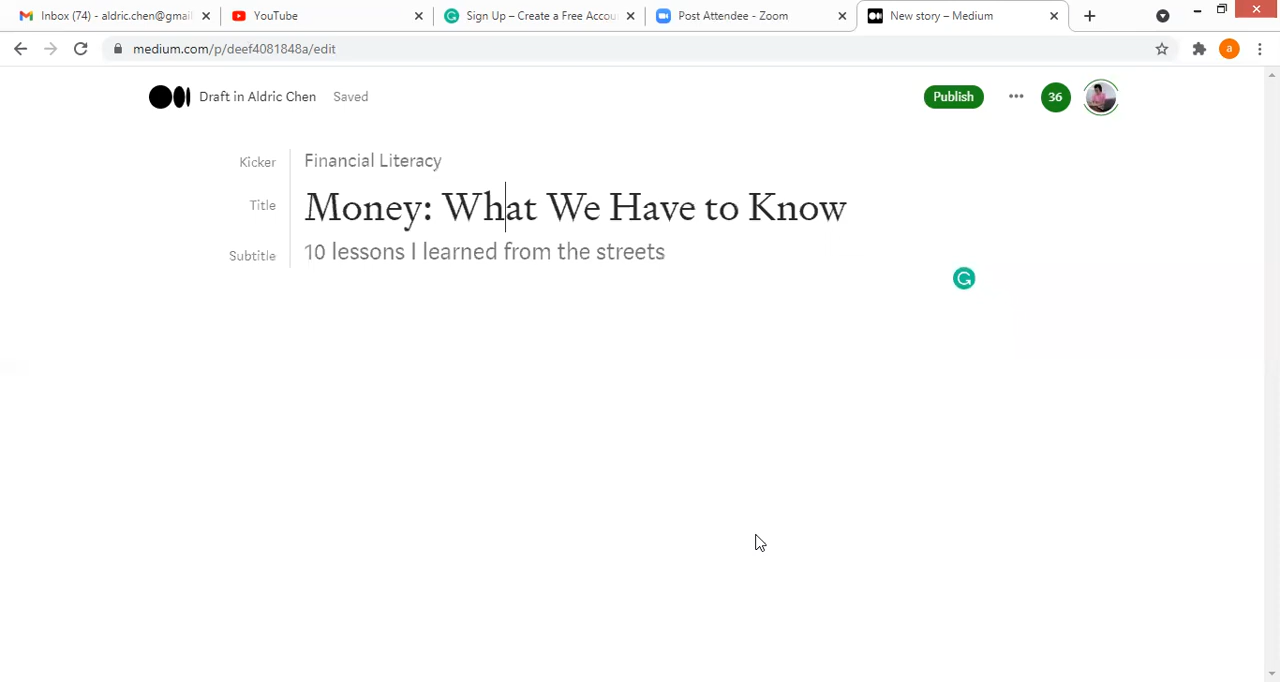 Inbox (74) - aldric.chen@gmail
YouTube
Sign Up – Create a Free Accou
Post Attendee - Zoom
New story – Medium
medium.com/p/deef4081848a/edit
a
Draft in Aldric Chen
Saved
Publish
36
Kicker
Financial Literacy
Title
Money: What We Have to Know
Subtitle
10 lessons I learned from the streets